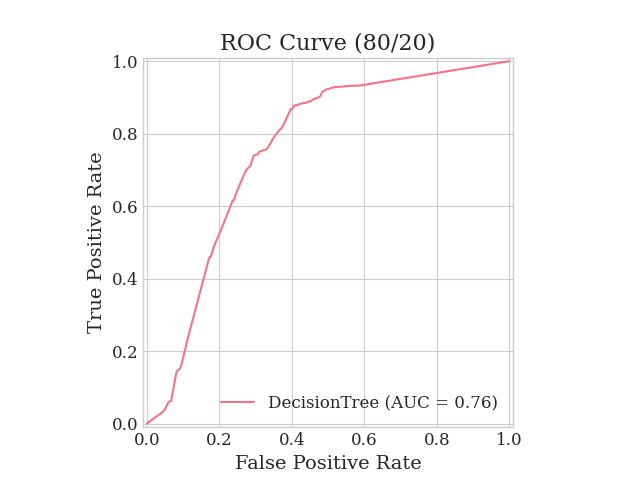 ROC Curve (80/20)
1.0
0.8
0.6
0.4
0.2
0.0
True Positive Rate
DecisionTree (AUC = 0.76)
0.0 0.2 0.4 0.6 0.8 1.0
False Positive Rate